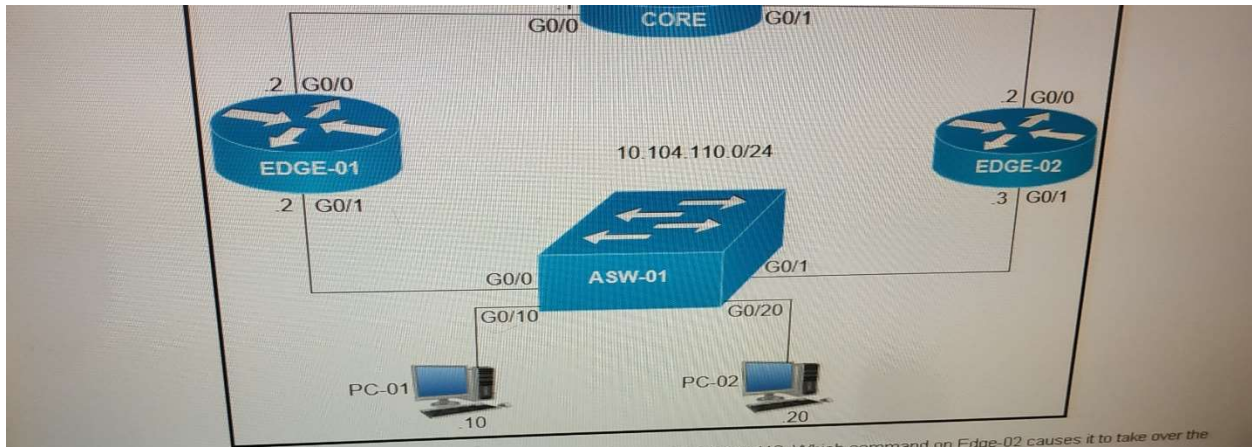 G0/0 CORE G0/1
.2 G0/0
.2 G0/0
EDGE-01
10.104.110.0/24
EDGE-02
.2 G0/1
.3 G0/1
G0/0 ASW-01 G0/1
G0/10 G0/20
PC-01 PC-02
.10 .20
command on Edge-02 causes it to take over the